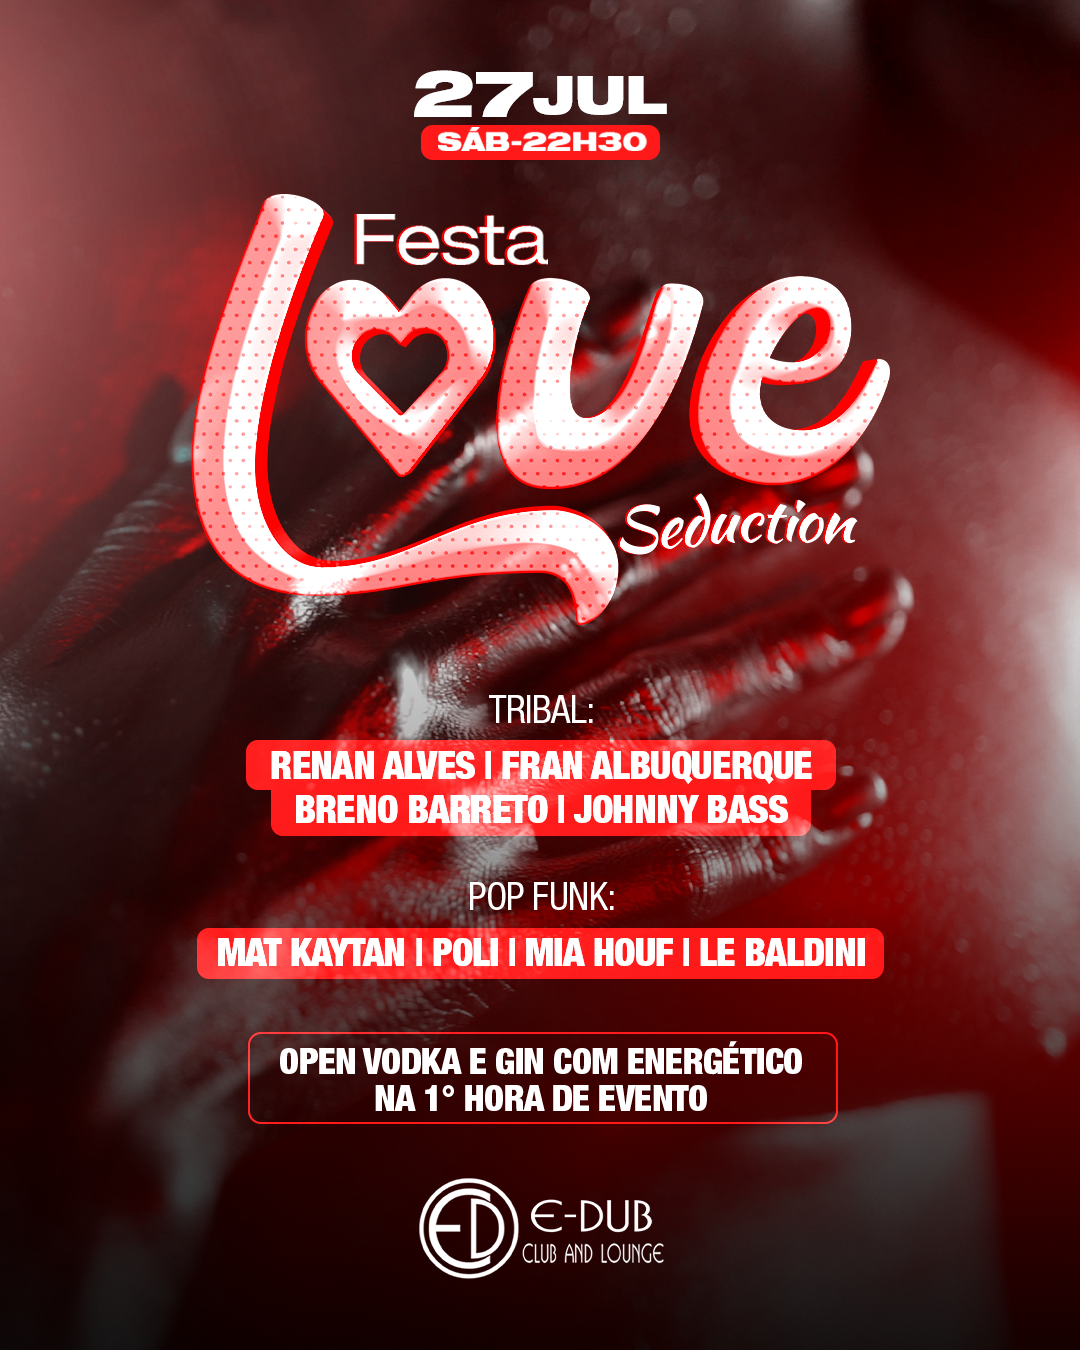 27JUL
SÁB-22H30
Festa
Love
Seduction
TRIBAL:
RENAN ALVES | FRAN ALBUQUERQUE
BRENO BARRETO | JOHNNY BASS
POP FUNK:
MAT KAYTAN | POLI | MIA HOUF | LE BALDINI
OPEN VODKA E GIN COM ENERGÉTICO
NA 1° HORA DE EVENTO
ED E-DUB
CLUB AND LOUNGE